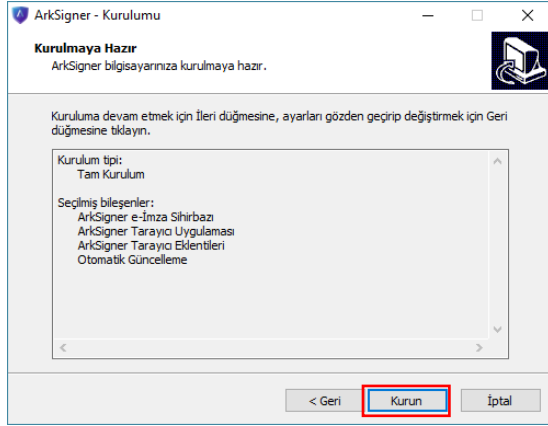 ArkSigner - Kurulumu
Kurulmaya Hazır
ArkSigner bilgisayarınıza kurulmaya hazır.
Kuruluma devam etmek için İleri düğmesine, ayarları gözden geçirip değiştirmek için Geri
düğmesine tıklayın.
Kurulum tipi:
Tam Kurulum
Seçilmiş bileşenler:
ArkSigner e-İmza Sihirbazı
ArkSigner Tarayıcı Uygulaması
ArkSigner Tarayıcı Eklentileri
Otomatik Güncelleme
< Geri
Kurun
İptal